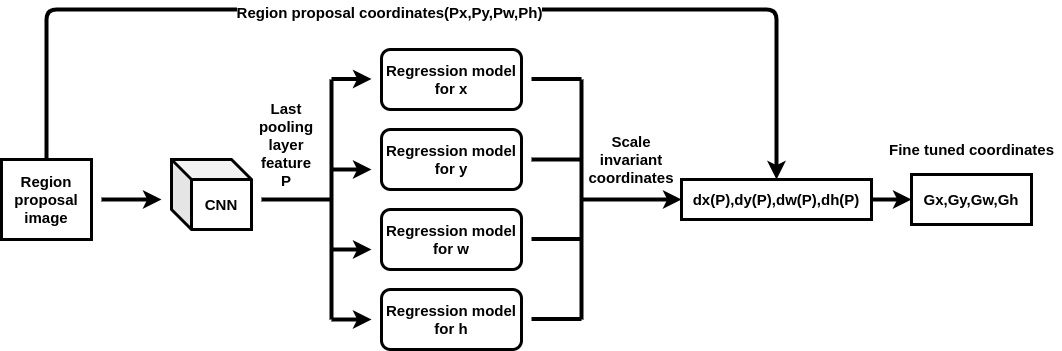 Region proposal coordinates(Px,Py,Pw,Ph)
Region
proposal
image
CNN
Last
pooling
layer
feature
P
Regression model
for x
Regression model
for y
Regression model
for w
Regression model
for h
Scale
invariant
coordinates
dx(P),dy(P),dw(P),dh(P)
Fine tuned coordinates
Gx,Gy,Gw,Gh